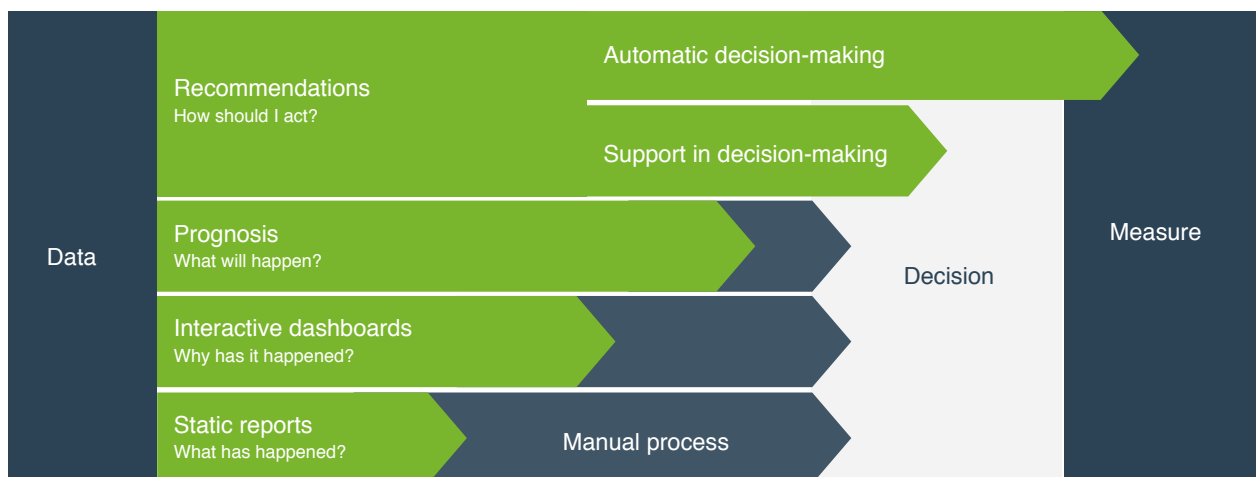 Data
Recommendations
How should I act?
Automatic decision-making
Support in decision-making
Prognosis
What will happen?
Interactive dashboards
Why has it happened?
Static reports
What has happened?
Manual process
Decision
Measure